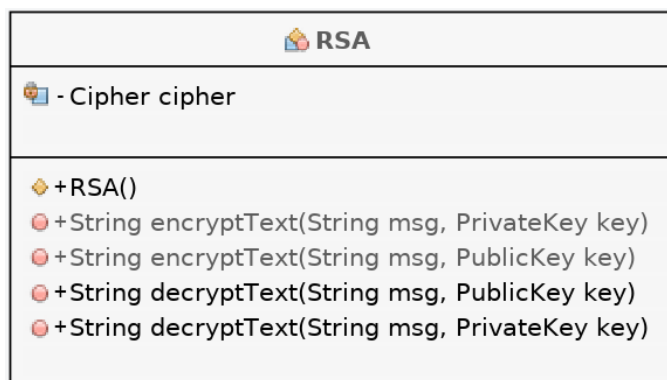 RSA
- Cipher cipher
+RSA()
+String encryptText(String msg, PrivateKey key)
+String encryptText(String msg, PublicKey key)
+String decryptText(String msg, PublicKey key)
+String decryptText(String msg, PrivateKey key)